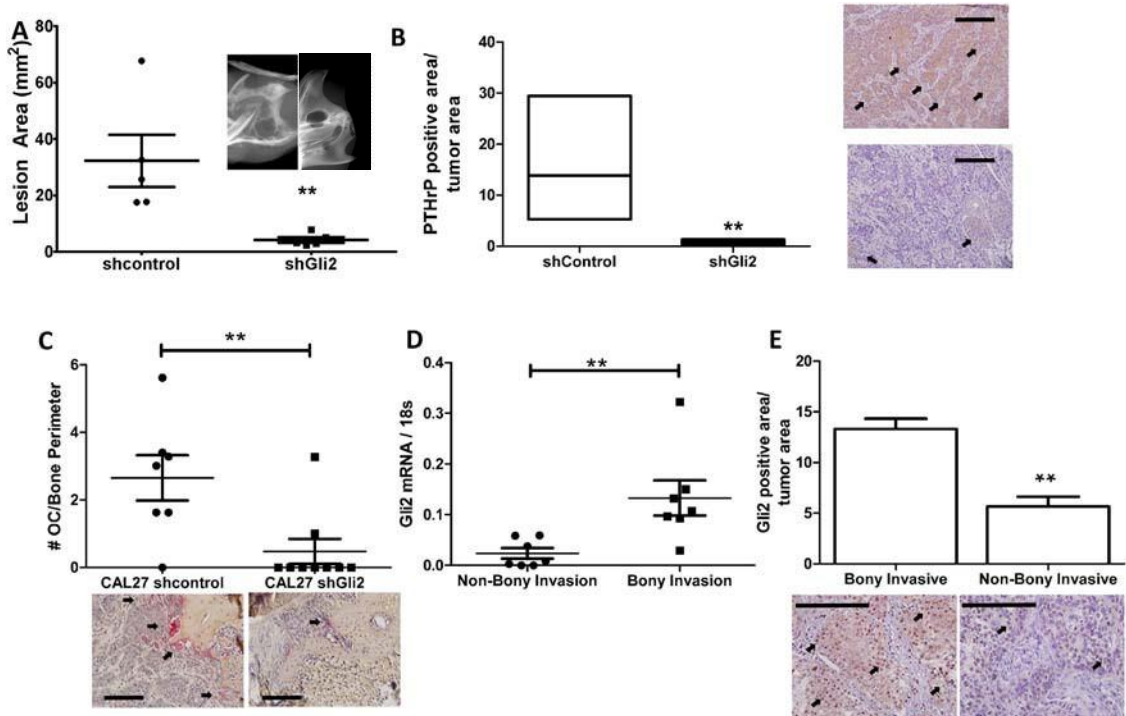 A
Lesion Area (mm²)
80
60
40
20
0
**
shcontrol
shGli2
B
PTHrP positive area/
tumor area
40
30
20
10
0
**
shControl
shGli2
C
# OC/Bone Perimeter
6
4
2
0
**
CAL27 shcontrol
CAL27 shGli2
D
Gli2 mRNA / 18s
0.4
0.3
0.2
0.1
0.0
**
Non-Bony Invasion
Bony Invasion
E
Gli2 positive area/
tumor area
20
15
10
5
0
**
Bony Invasive
Non-Bony Invasive